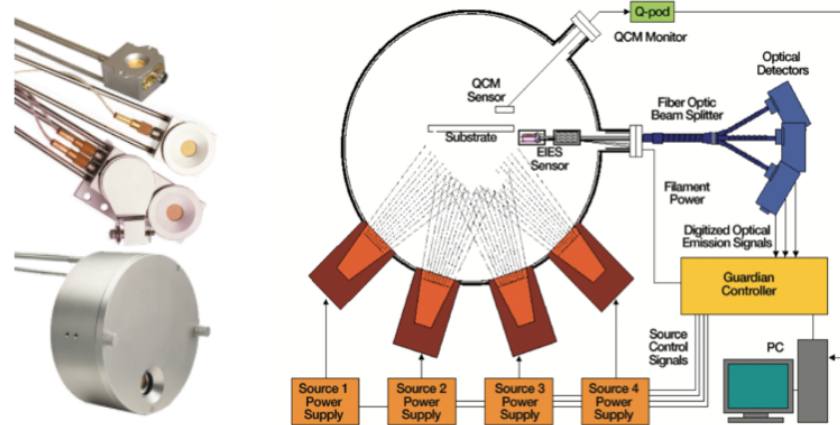 Q-pod
QCM Monitor
Optical
Detectors
QCM
Sensor
Fiber Optic
Beam Splitter
Substrate
EIES
Sensor
Filament
Power
Digitized Optical
Emission Signals
Guardian
Controller
Source
Control
Signals
PC
Source 1
Power
Supply
Source 2
Power
Supply
Source 3
Power
Supply
Source 4
Power
Supply